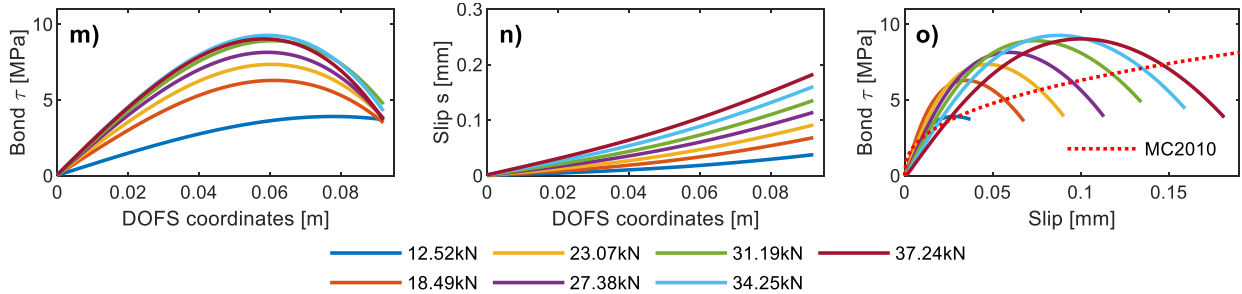 m)
Bond τ [MPa]
10
5
0
0 0.02 0.04 0.06 0.08
DOFS coordinates [m]
n)
Slip s [mm]
0.3
0.2
0.1
0
0 0.02 0.04 0.06 0.08
DOFS coordinates [m]
o)
Bond τ [MPa]
10
5
0
0 0.05 0.1 0.15
Slip [mm]
MC2010
12.52kN 23.07kN 31.19kN 37.24kN
18.49kN 27.38kN 34.25kN